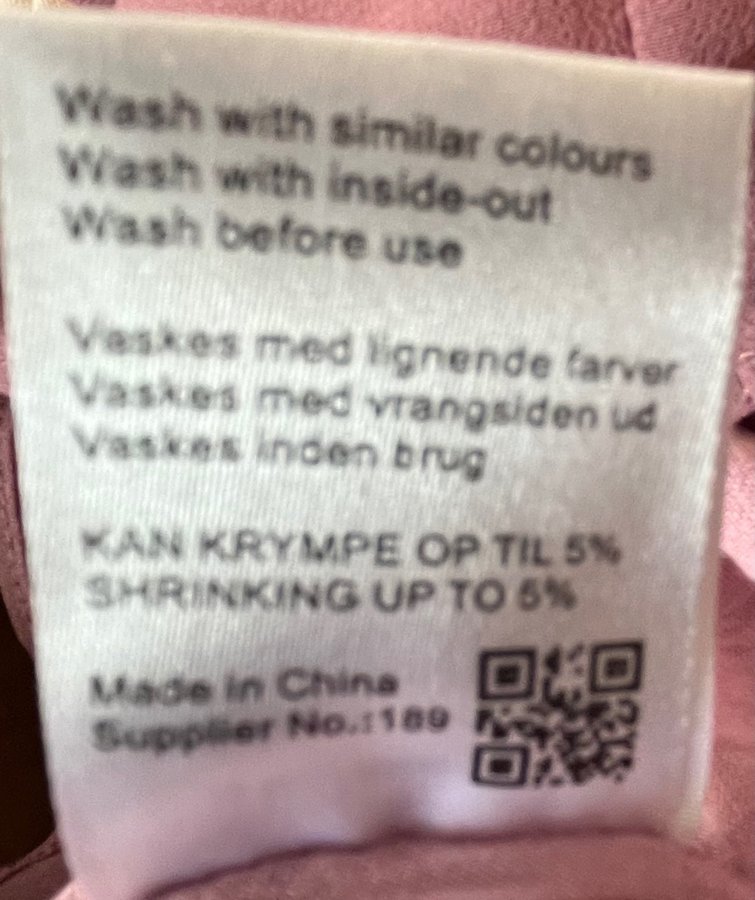 Wash with similar colours
Wash with inside-out
Wash before use
Vaskes med lignende farver
Vaskes med vrangsiden ud
Vaskes inden brug
KAN KRYMPE OP TIL 5%
SHRINKING UP TO 5%
Made in China
Supplier No.:189